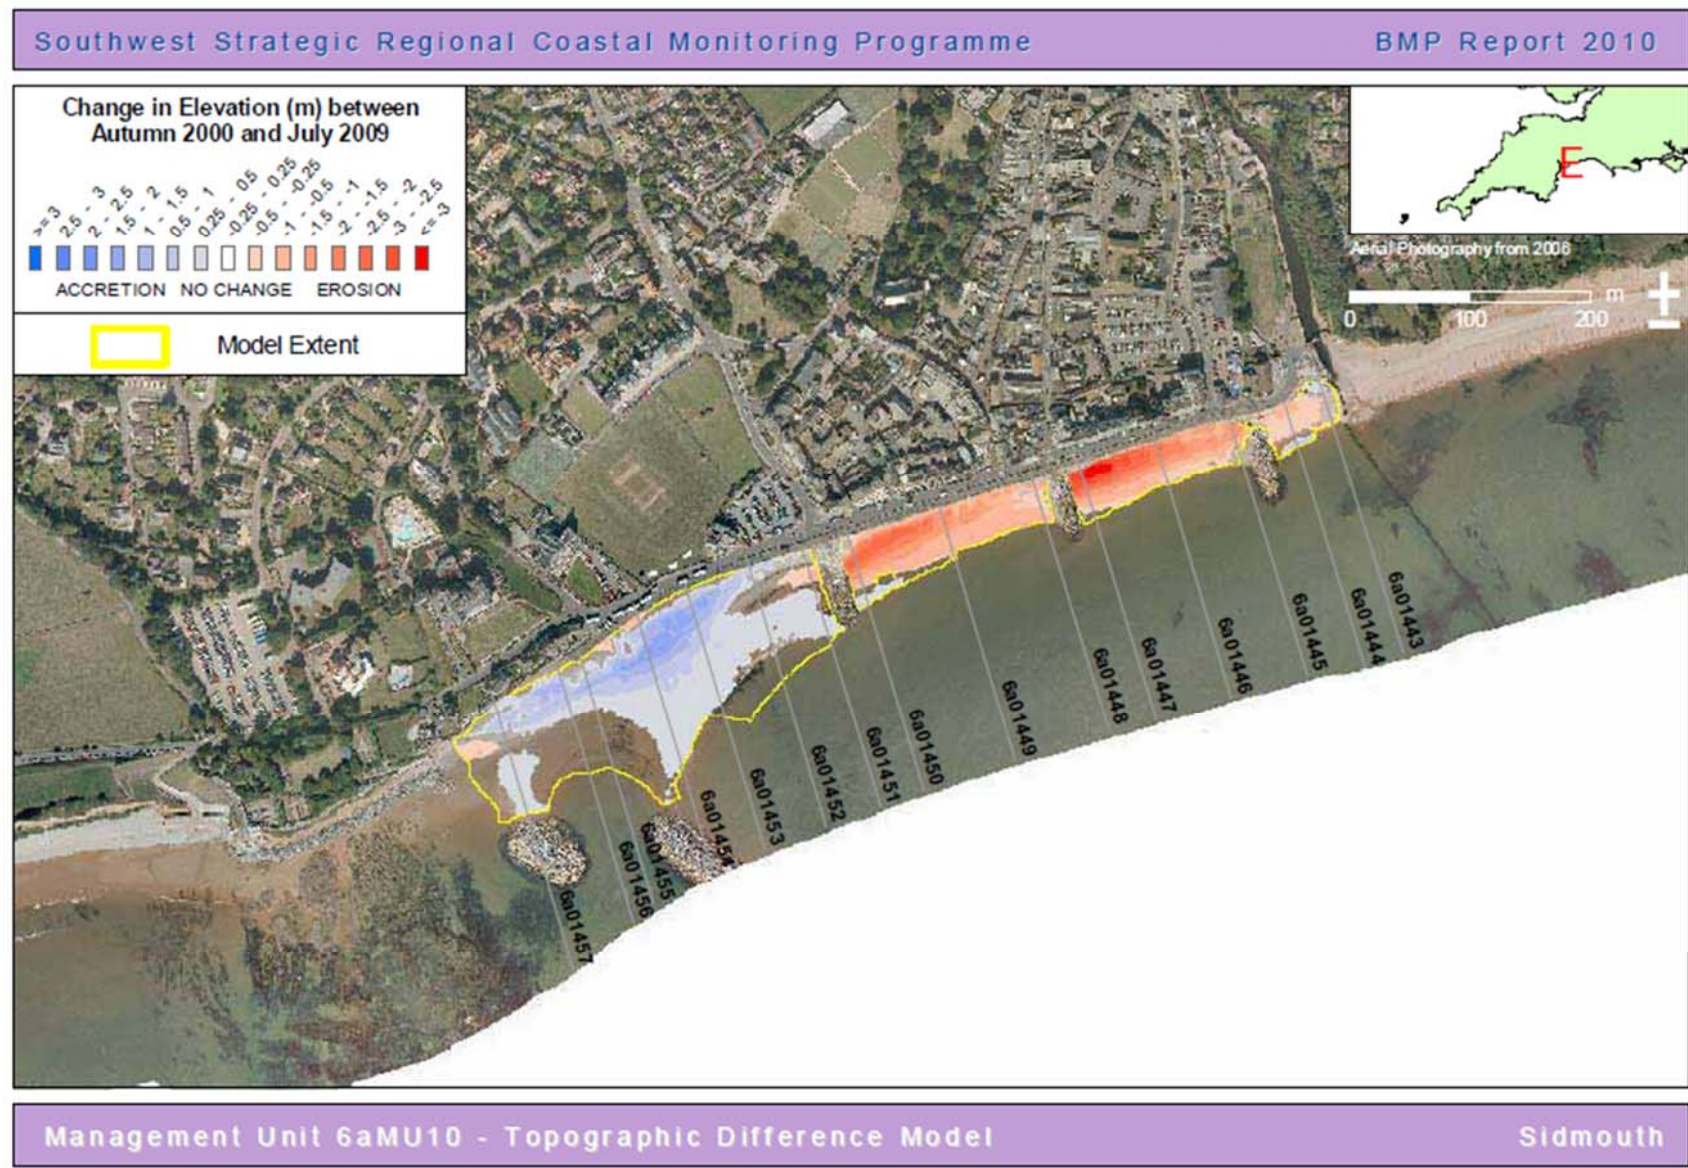 Southwest Strategic Regional Coastal Monitoring Programme
BMP Report 2010
Change in Elevation (m) between
Autumn 2000 and July 2009
>= 3
2.5 - 3
2 - 2.5
1.5 - 2
1 - 1.5
0.5 - 1
0.25 - 0.5
-0.25 - 0.25
-0.5 - -0.25
-1 - -0.5
-1.5 - -1
-2 - -1.5
-2.5 - -2
-3 - -2.5
<= -3
ACCRETION NO CHANGE EROSION
Model Extent
E
Aerial Photography from 2006
m
0 100 200
6a01443
6a01444
6a01445
6a01446
6a01447
6a01448
6a01449
6a01450
6a01451
6a01452
6a01453
6a01454
6a01455
6a01456
6a01457
Management Unit 6aMU10 - Topographic Difference Model
Sidmouth